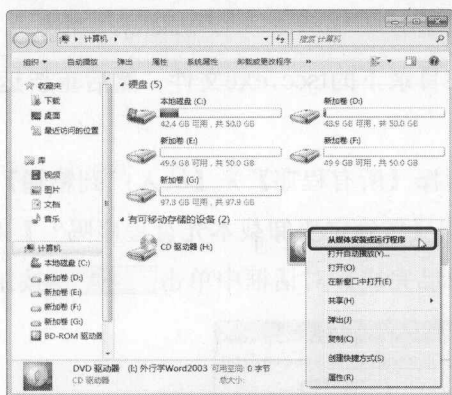 计算机
搜索 计算机
组织 自动播放 弹出 属性 系统属性 卸载或更改程序 »
收藏夹
下载
桌面
最近访问的位置
库
视频
图片
文档
音乐
计算机
本地磁盘 (C:)
新加卷 (D:)
新加卷 (E:)
新加卷 (F:)
新加卷 (G:)
BD-ROM 驱动器
硬盘 (5)
本地磁盘 (C:)
42.4 GB 可用，共 50.0 GB
新加卷 (D:)
48.9 GB 可用，共 50.0 GB
新加卷 (E:)
49.9 GB 可用，共 50.0 GB
新加卷 (F:)
49.9 GB 可用，共 50.0 GB
新加卷 (G:)
97.3 GB 可用，共 97.9 GB
有可移动存储的设备 (2)
CD 驱动器 (H:)
从媒体安装或运行程序
打开自动播放(Y)...
打开(O)
在新窗口中打开(E)
共享(H)
弹出(J)
复制(C)
创建快捷方式(S)
属性(R)
DVD 驱动器 (I:) 外行学Word2003 可用空间: 0 字节
CD 驱动器 总大小: